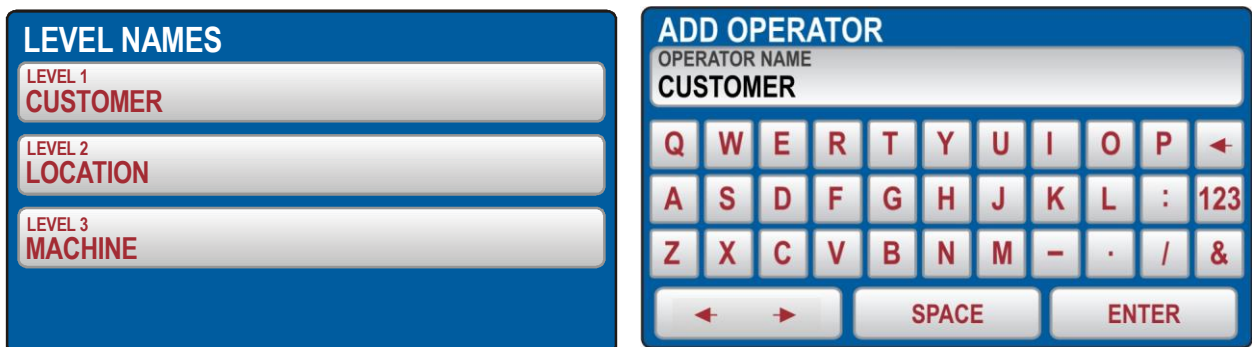 LEVEL NAMES
LEVEL 1
CUSTOMER
LEVEL 2
LOCATION
LEVEL 3
MACHINE
ADD OPERATOR
OPERATOR NAME
CUSTOMER
Q W E R T Y U I O P ←
A S D F G H J K L : 123
Z X C V B N M – . / &
← → SPACE ENTER